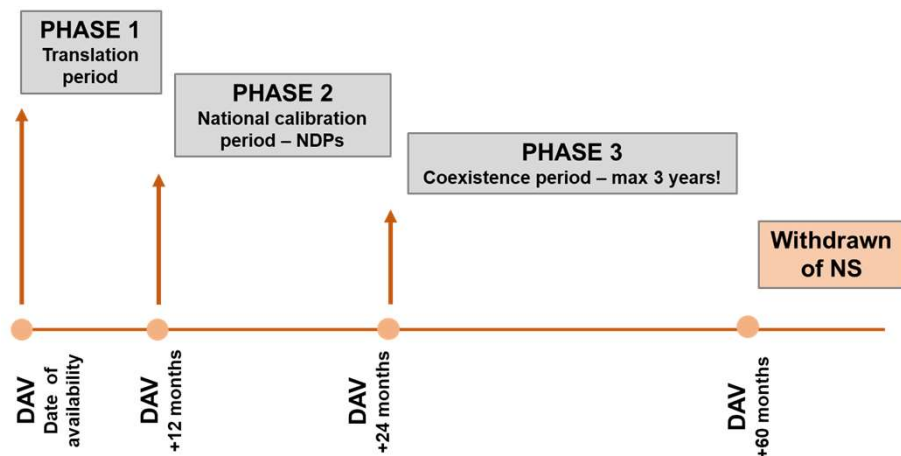 PHASE 1
Translation
period
PHASE 2
National calibration
period – NDPs
PHASE 3
Coexistence period – max 3 years!
Withdrawn
of NS
DAV
Date of
availability
DAV
+12 months
DAV
+24 months
DAV
+60 months